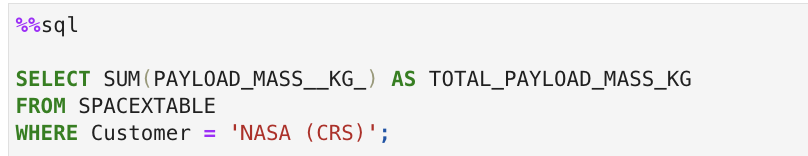 %%sql
SELECT SUM(PAYLOAD_MASS__KG_) AS TOTAL_PAYLOAD_MASS_KG
FROM SPACEXTABLE
WHERE Customer = 'NASA (CRS)';